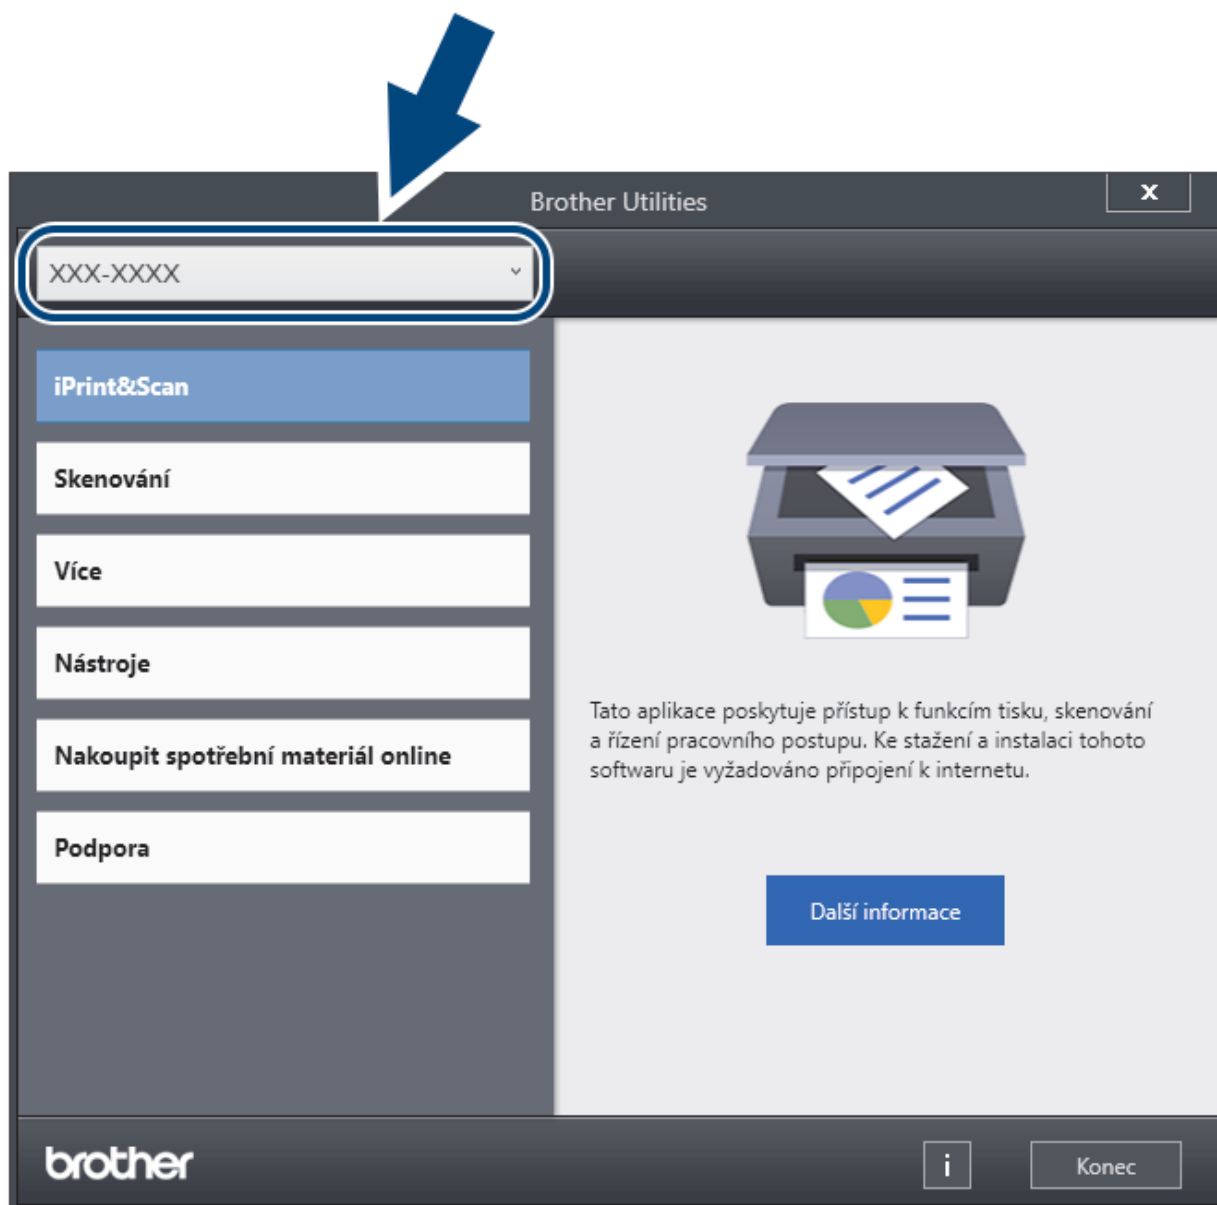 Brother Utilities
x
XXX-XXXX
iPrint&Scan
Skenování
Více
Nástroje
Nakoupit spotřební materiál online
Podpora
Tato aplikace poskytuje přístup k funkcím tisku, skenování
a řízení pracovního postupu. Ke stažení a instalaci tohoto
softwaru je vyžadováno připojení k internetu.
Další informace
brother
i
Konec